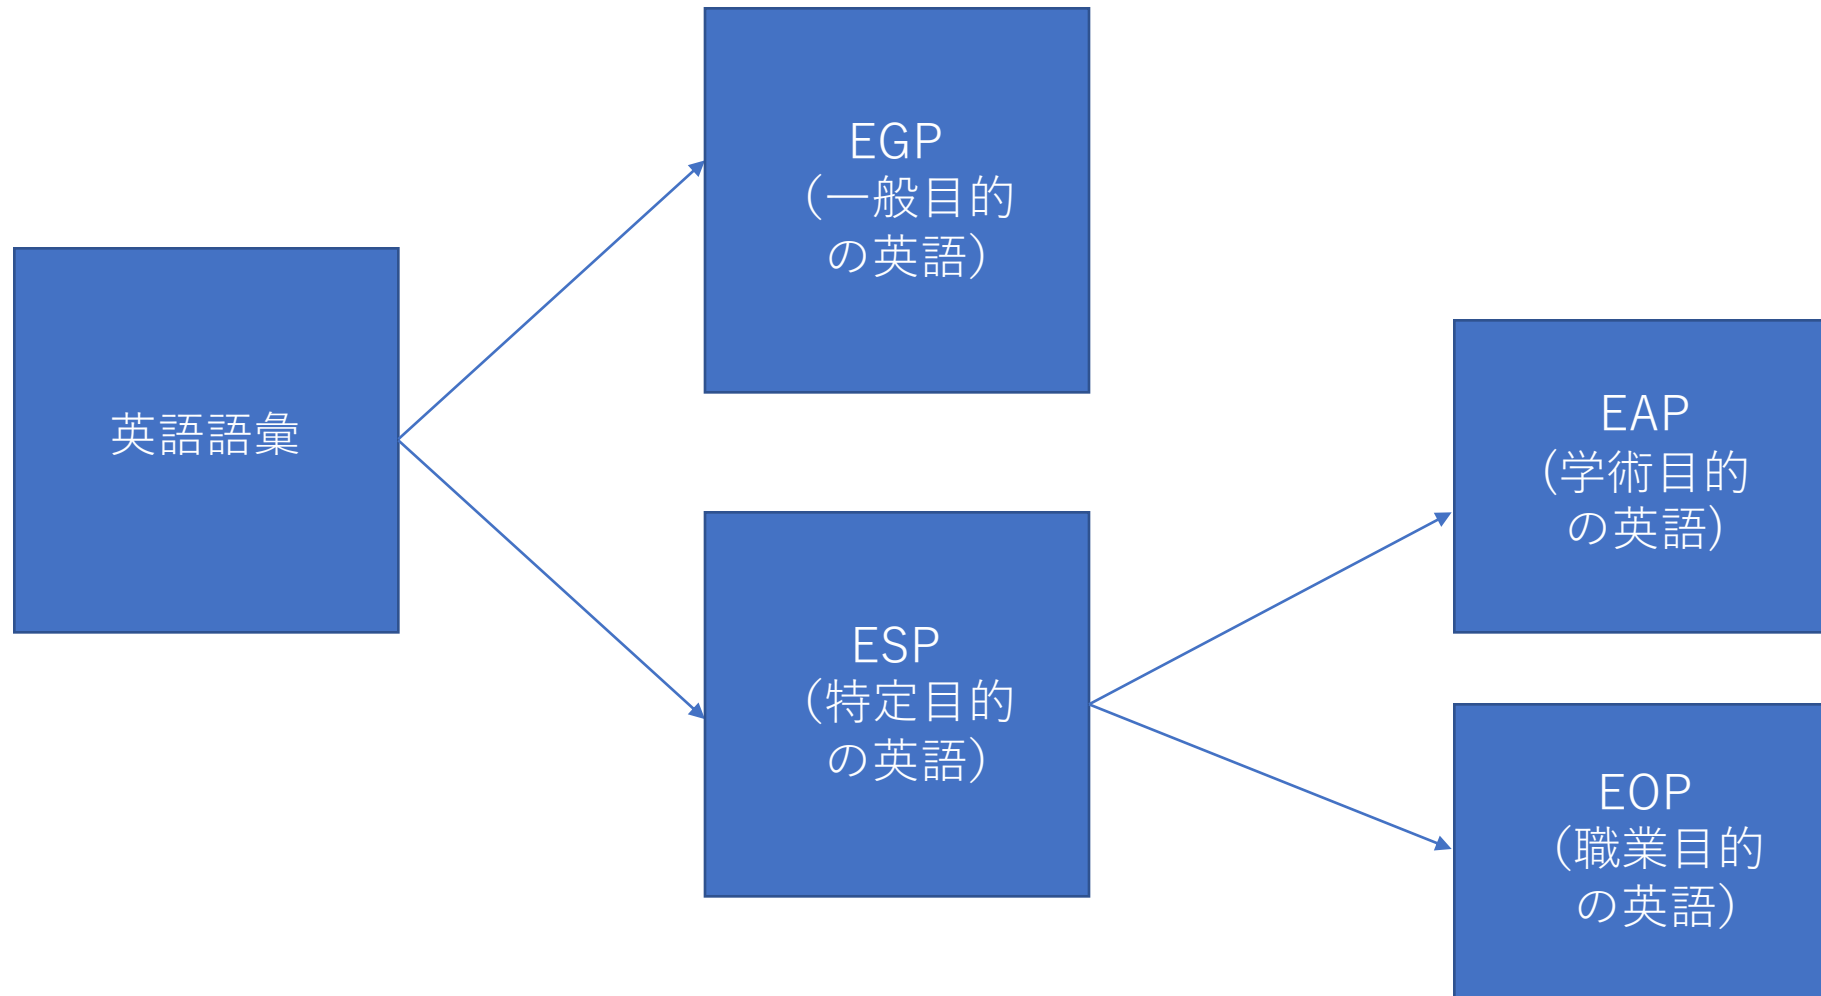 英語語彙
EGP
(一般目的
の英語)
ESP
(特定目的
の英語)
EAP
(学術目的
の英語)
EOP
(職業目的
の英語)